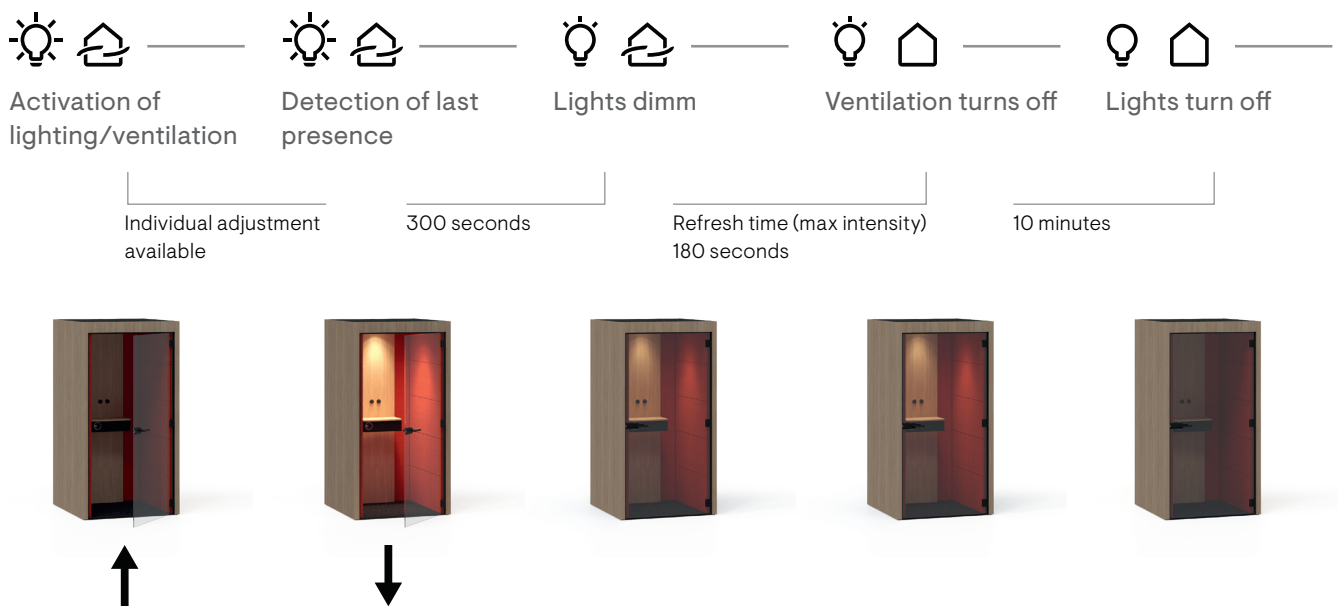 Activation of
lighting/ventilation
Detection of last
presence
Lights dimm
Ventilation turns off
Lights turn off
Individual adjustment
available
300 seconds
Refresh time (max intensity)
180 seconds
10 minutes